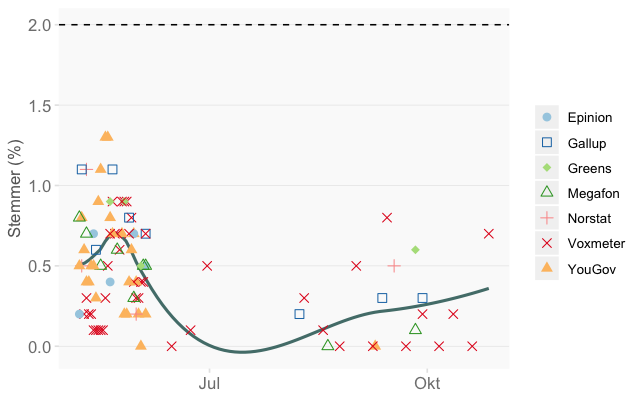 2.0
1.5
1.0
0.5
0.0
Stemmer (%)
Jul
Okt
Epinion
Gallup
Greens
Megafon
Norstat
Voxmeter
YouGov